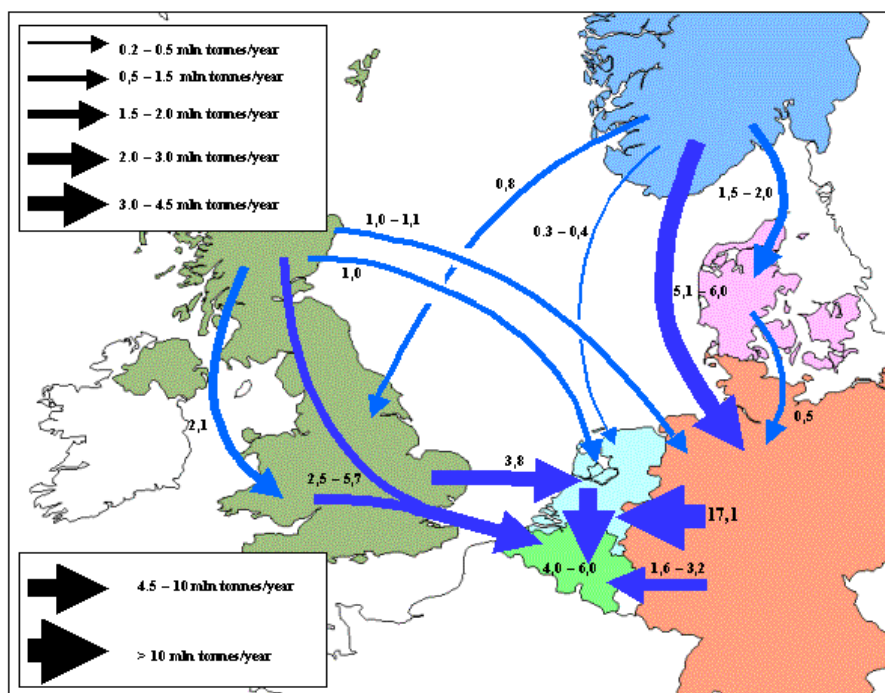 0.2 – 0.5 mln tonnes/year
0,5 – 1.5 mln tonnes/year
1.5 – 2.0 mln tonnes/year
2.0 – 3.0 mln tonnes/year
3.0 – 4.5 mln tonnes/year
0,8
1,5 – 2,0
1,0 – 1,1
0.3 – 0,4
1,0
5,1 – 6,0
0,5
2,1
3,8
2,5 – 5,7
17,1
4,0 – 6,0
1,6 – 3,2
4.5 – 10 mln tonnes/year
> 10 mln tonnes/year